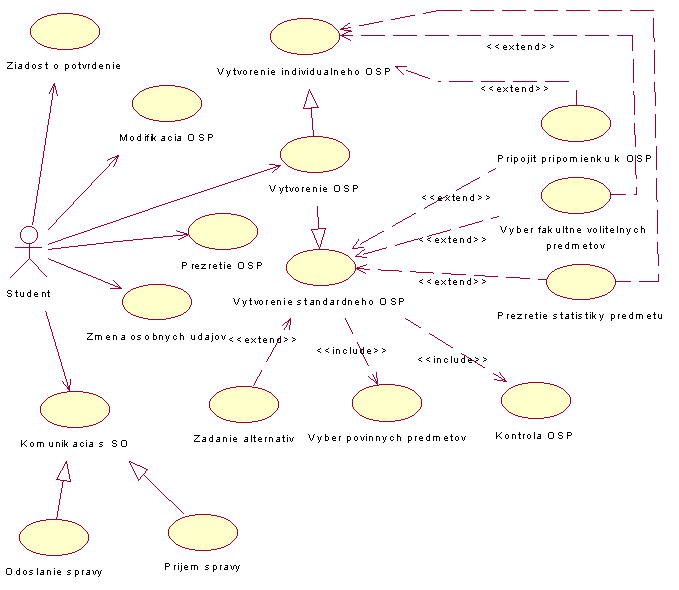 Ziadost o potvrdenie
Vytvorenie individualneho OSP
<<extend>>
<<extend>>
Modifikacia OSP
Pripojit pripomienku k OSP
Vytvorenie OSP
<<extend>>
Vyber fakultne volitelnych
predmetov
<<extend>>
Prezretie OSP
Student
<<extend>>
Vytvorenie standardneho OSP
Prezretie statistiky predmetu
Zmena osobnych udajov
<<extend>>
<<include>>
<<include>>
Zadanie alternativ
Vyber povinnych predmetov
Kontrola OSP
Komunikacia s SO
Odoslanie spravy
Prijem spravy